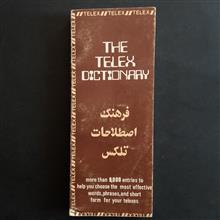 TELEX TELEX TELEX
THE
TELEX
DICTIONARY
فرهنگ
اصطلاحات
تلکس
more than 9,000 entries to
help you choose the most effective
words,phrases,and short
form for your telexes